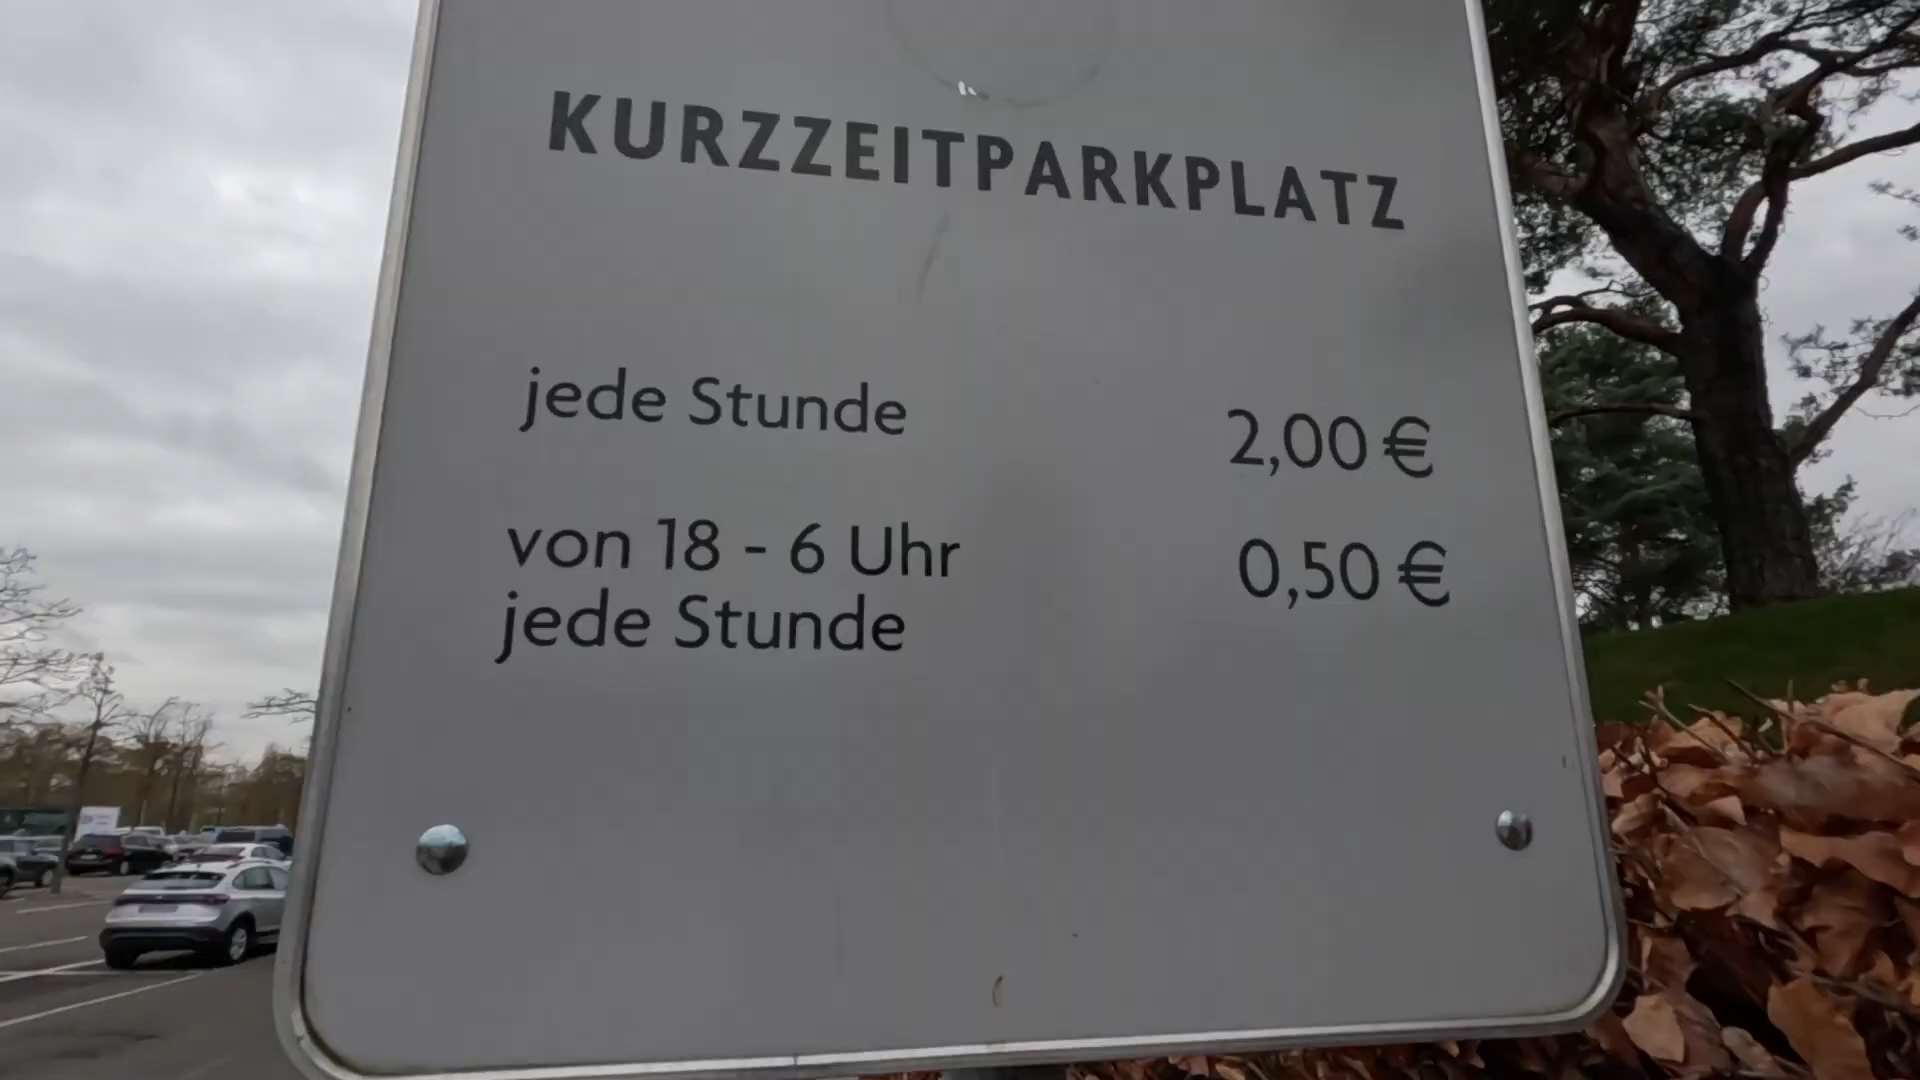 KURZZEITPARKPLATZ
jede Stunde 2,00 €
von 18 - 6 Uhr 0,50 €
jede Stunde